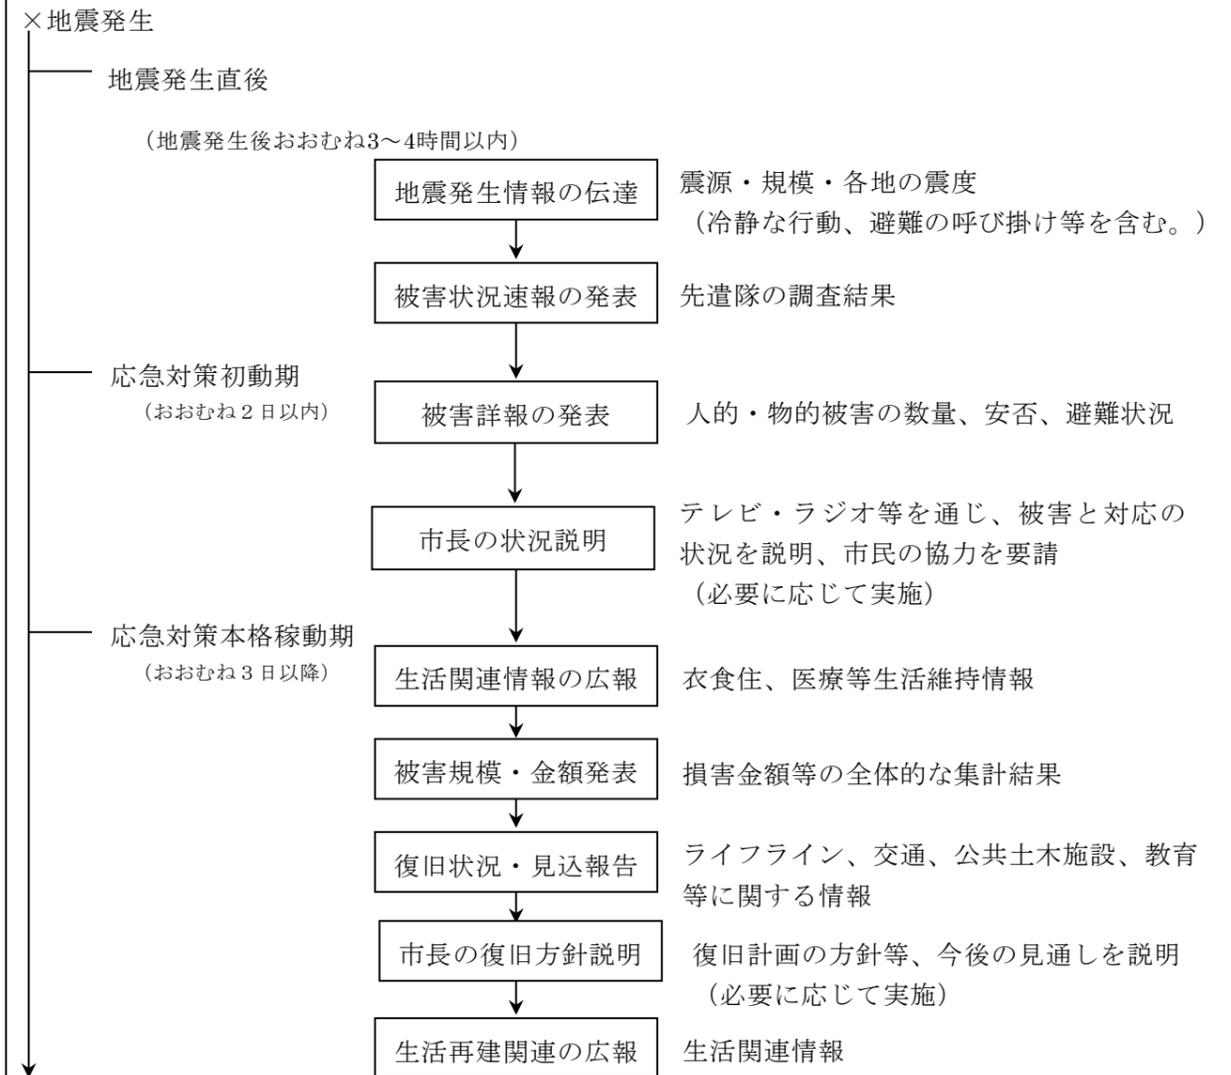 ×地震発生
地震発生直後
（地震発生後おおむね3～4時間以内）
地震発生情報の伝達
震源・規模・各地の震度
（冷静な行動、避難の呼び掛け等を含む。）
被害状況速報の発表
先遣隊の調査結果
応急対策初動期
（おおむね２日以内）
被害詳報の発表
人的・物的被害の数量、安否、避難状況
市長の状況説明
テレビ・ラジオ等を通じ、被害と対応の
状況を説明、市民の協力を要請
（必要に応じて実施）
応急対策本格稼動期
（おおむね３日以降）
生活関連情報の広報
衣食住、医療等生活維持情報
被害規模・金額発表
損害金額等の全体的な集計結果
復旧状況・見込報告
ライフライン、交通、公共土木施設、教育
等に関する情報
市長の復旧方針説明
復旧計画の方針等、今後の見通しを説明
（必要に応じて実施）
生活再建関連の広報
生活関連情報